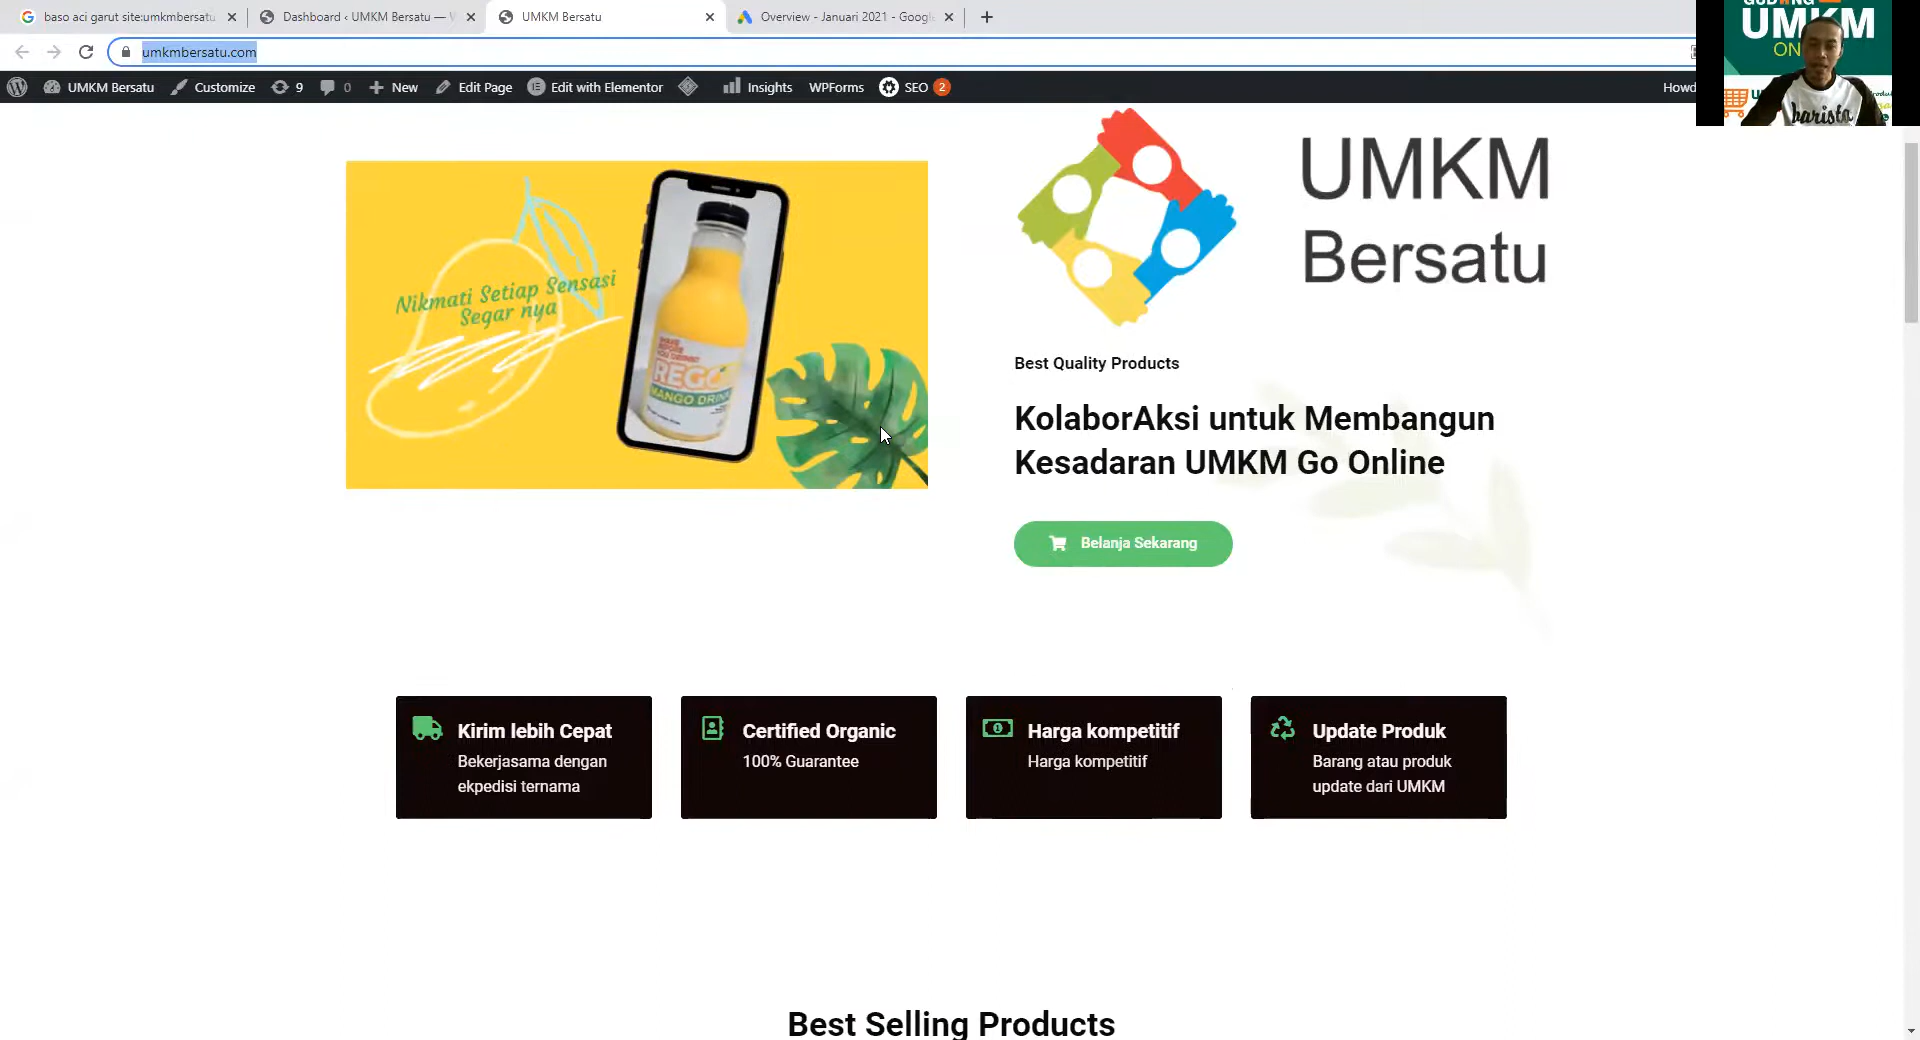 baso aci garut site:umkmbersatu
Dashboard ‹ UMKM Bersatu — W
UMKM Bersatu
Overview - Januari 2021 - Google
umkmbersatu.com
UMKM Bersatu
Customize
9
0
New
Edit Page
Edit with Elementor
Insights
WPForms
SEO 2
Howd
UMKM
barista
Nikmati Setiap Sensasi
Segar nya
MANGO DRINK
UMKM
Bersatu
Best Quality Products
KolaborAksi untuk Membangun
Kesadaran UMKM Go Online
Belanja Sekarang
Kirim lebih Cepat
Bekerjasama dengan
ekpedisi ternama
Certified Organic
100% Guarantee
Harga kompetitif
Harga kompetitif
Update Produk
Barang atau produk
update dari UMKM
Best Selling Products